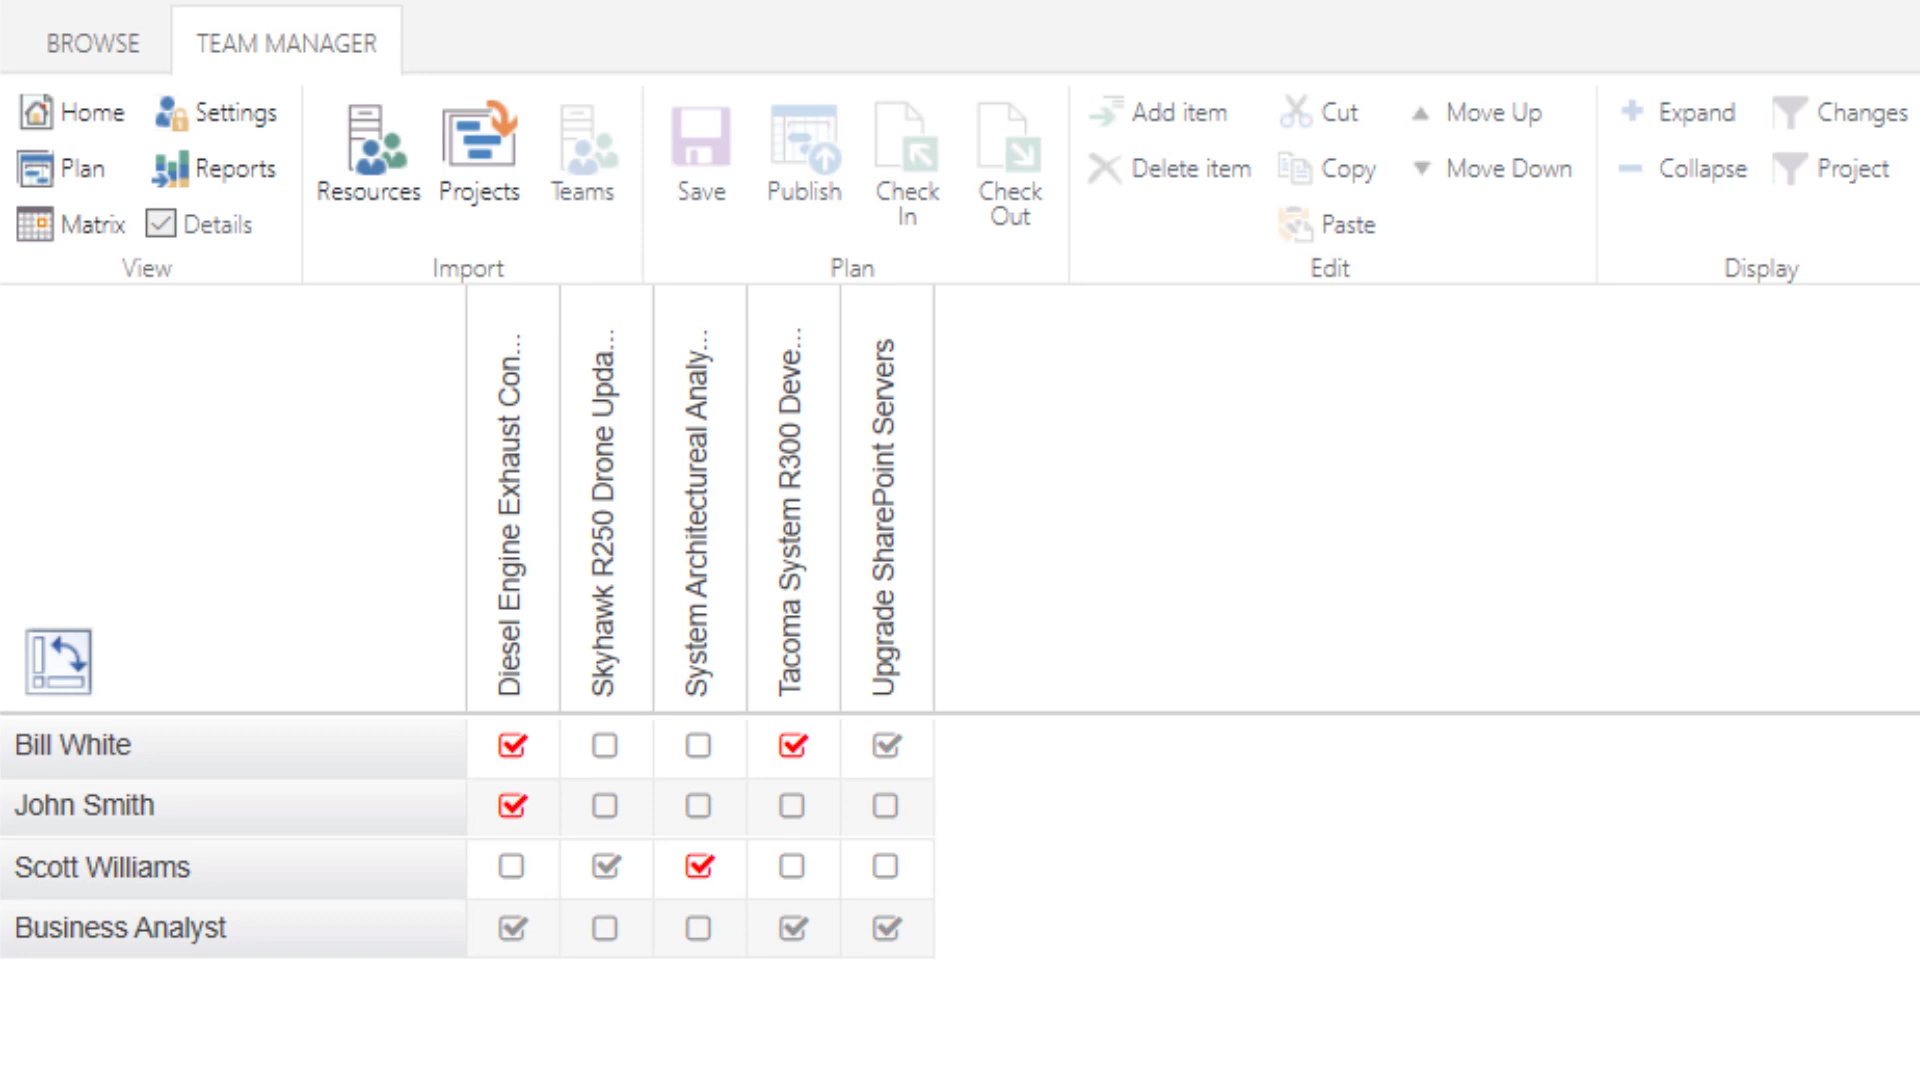 BROWSE
TEAM MANAGER
Home
Settings
Plan
Reports
Matrix
Details
View
Resources
Projects
Teams
Import
Save
Publish
Check
In
Check
Out
Plan
Add item
Cut
Move Up
Delete item
Copy
Move Down
Paste
Edit
Expand
Changes
Collapse
Project
Display
Diesel Engine Exhaust Con...
Skyhawk R250 Drone Upda...
System Architectureal Analy...
Tacoma System R300 Deve...
Upgrade SharePoint Servers
Bill White
John Smith
Scott Williams
Business Analyst